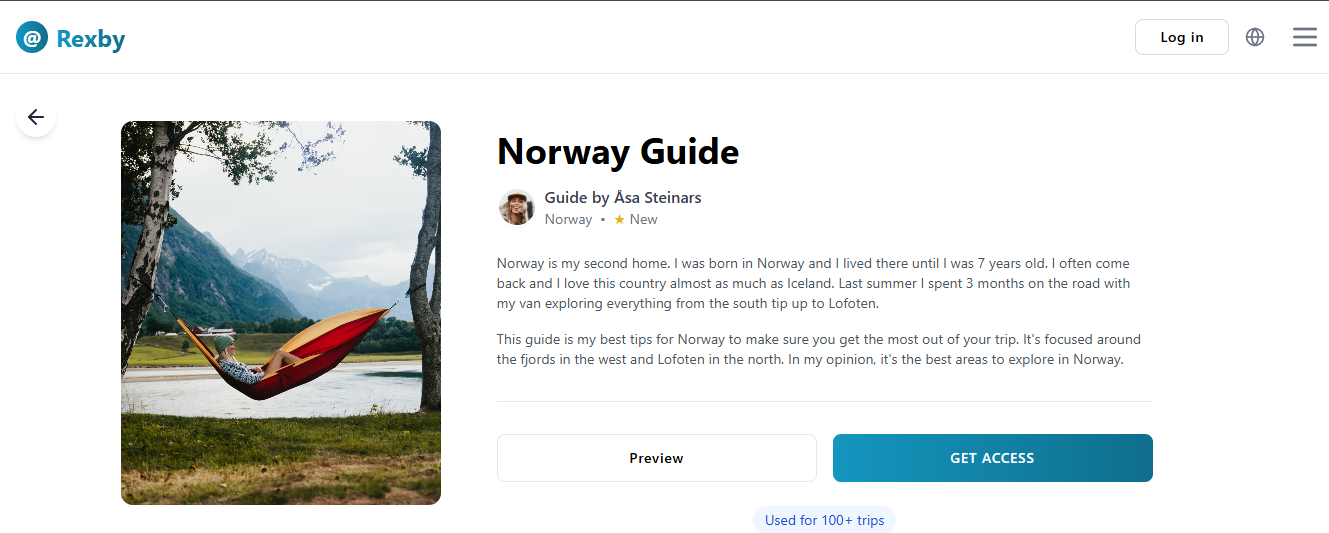 @ Rexby
Log in
Norway Guide
Guide by Åsa Steinars
Norway • ★ New
Norway is my second home. I was born in Norway and I lived there until I was 7 years old. I often come
back and I love this country almost as much as Iceland. Last summer I spent 3 months on the road with
my van exploring everything from the south tip up to Lofoten.
This guide is my best tips for Norway to make sure you get the most out of your trip. It's focused around
the fjords in the west and Lofoten in the north. In my opinion, it's the best areas to explore in Norway.
Preview
GET ACCESS
Used for 100+ trips